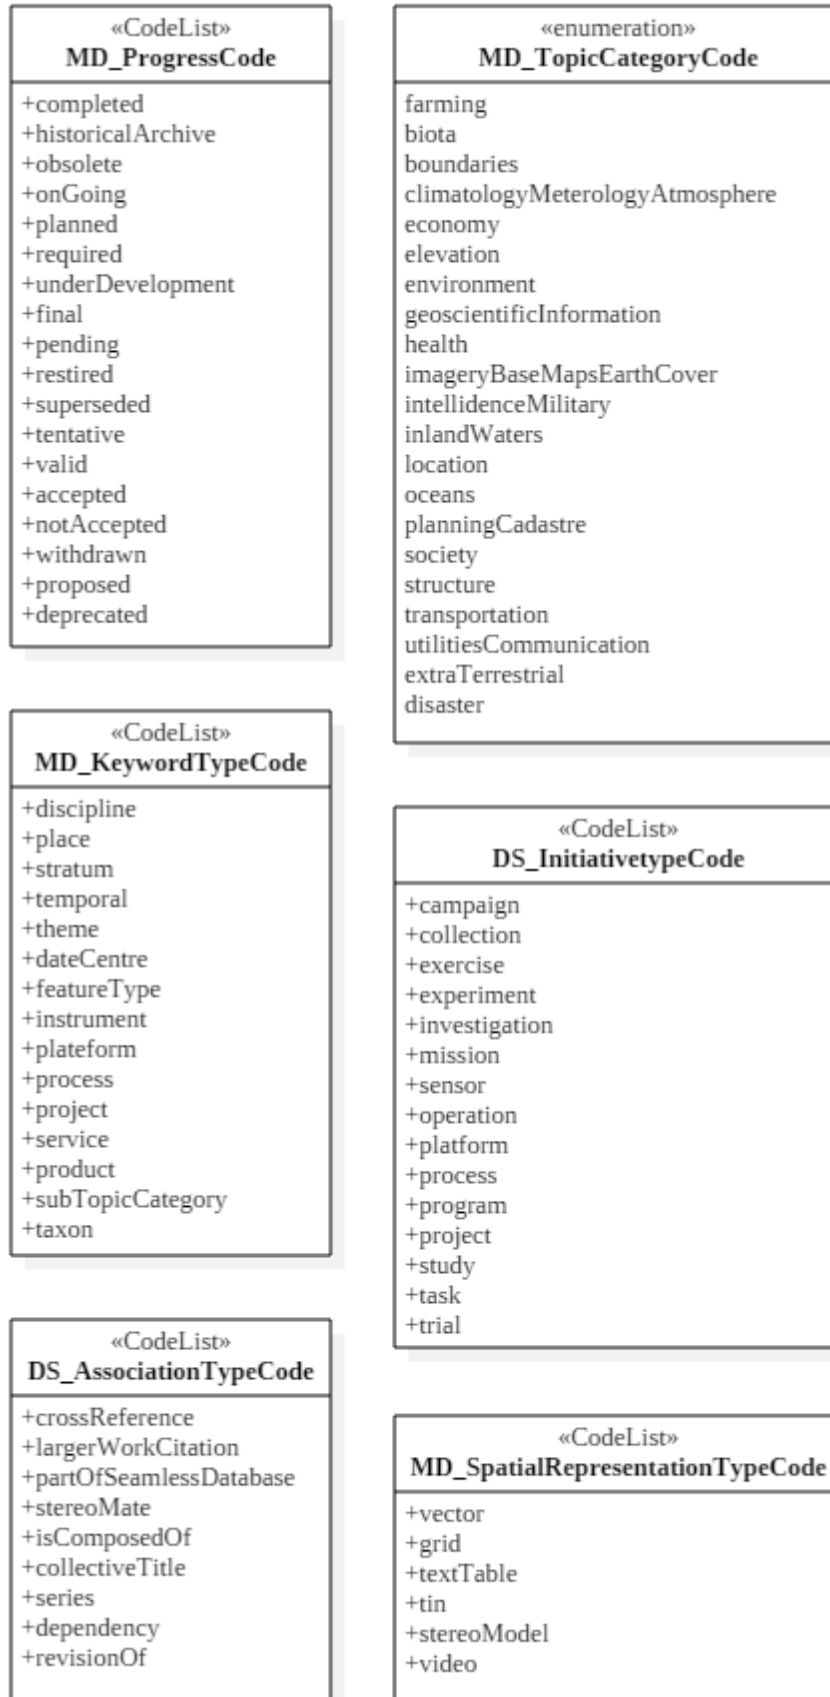 «CodeList»
MD_ProgressCode
+completed
+historicalArchive
+obsolete
+onGoing
+planned
+required
+underDevelopment
+final
+pending
+restired
+superseded
+tentative
+valid
+accepted
+notAccepted
+withdrawn
+proposed
+deprecated
«CodeList»
MD_KeywordTypeCode
+discipline
+place
+stratum
+temporal
+theme
+dateCentre
+featureType
+instrument
+plateform
+process
+project
+service
+product
+subTopicCategory
+taxon
«CodeList»
DS_AssociationTypeCode
+crossReference
+largerWorkCitation
+partOfSeamlessDatabase
+stereoMate
+isComposedOf
+collectiveTitle
+series
+dependency
+revisionOf
«enumeration»
MD_TopicCategoryCode
farming
biota
boundaries
climatologyMeterologyAtmosphere
economy
elevation
environment
geoscientificInformation
health
imageryBaseMapsEarthCover
intellidenceMilitary
inlandWaters
location
oceans
planningCadastre
society
structure
transportation
utilitiesCommunication
extraTerrestrial
disaster
«CodeList»
DS_InitiativetypeCode
+campaign
+collection
+exercise
+experiment
+investigation
+mission
+sensor
+operation
+platform
+process
+program
+project
+study
+task
+trial
«CodeList»
MD_SpatialRepresentationTypeCode
+vector
+grid
+textTable
+tin
+stereoModel
+video